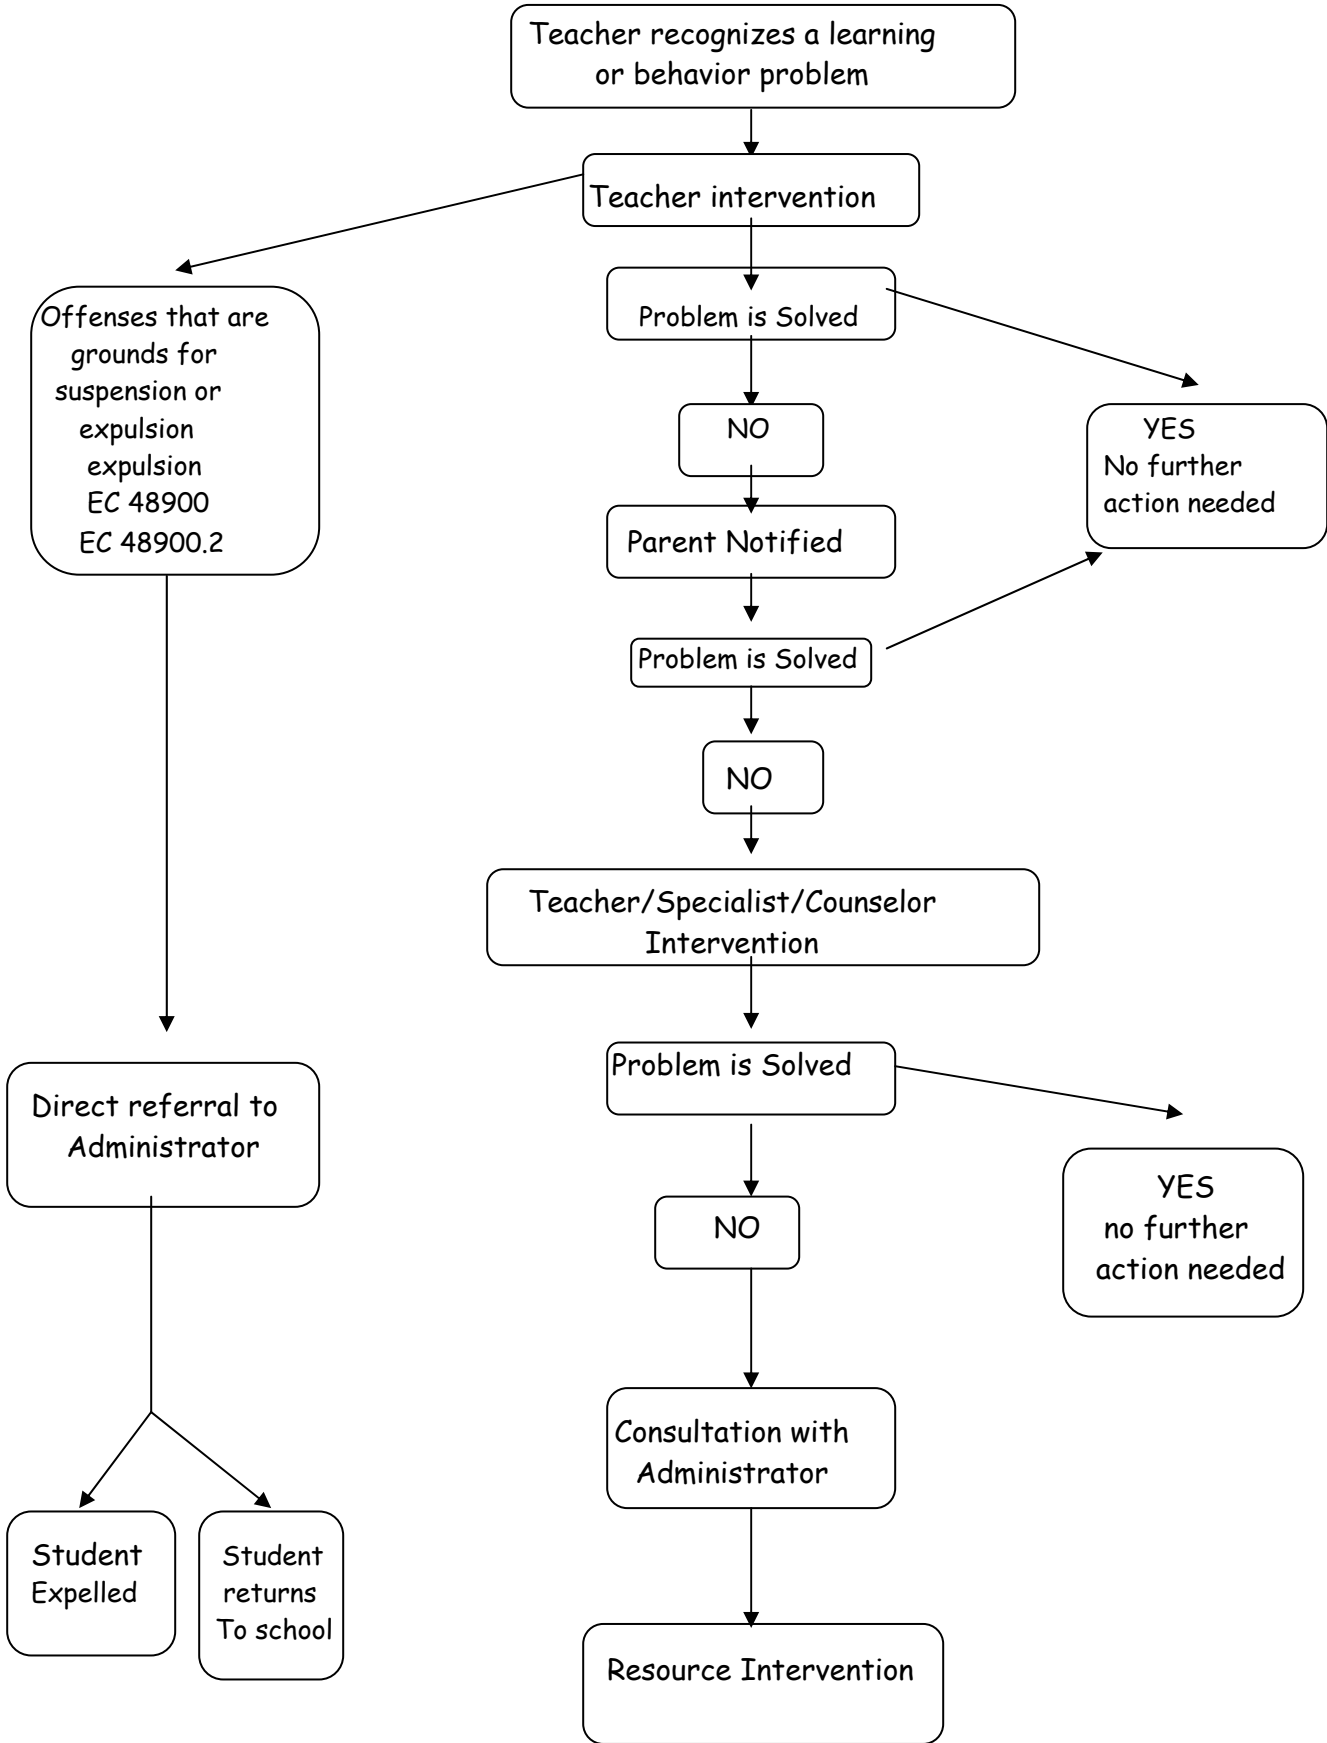 Teacher recognizes a learning
or behavior problem
Teacher intervention
Offenses that are
grounds for
suspension or
expulsion
expulsion
EC 48900
EC 48900.2
Problem is Solved
NO
YES
No further
action needed
Parent Notified
Problem is Solved
NO
Teacher/Specialist/Counselor
Intervention
Direct referral to
Administrator
Problem is Solved
NO
YES
no further
action needed
Consultation with
Administrator
Student
Expelled
Student
returns
To school
Resource Intervention